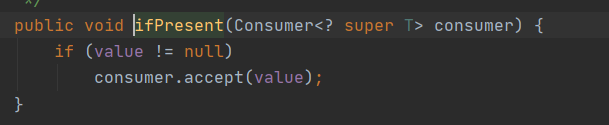 */
public void ifPresent(Consumer<? super T> consumer) {
    if (value != null)
        consumer.accept(value);
}